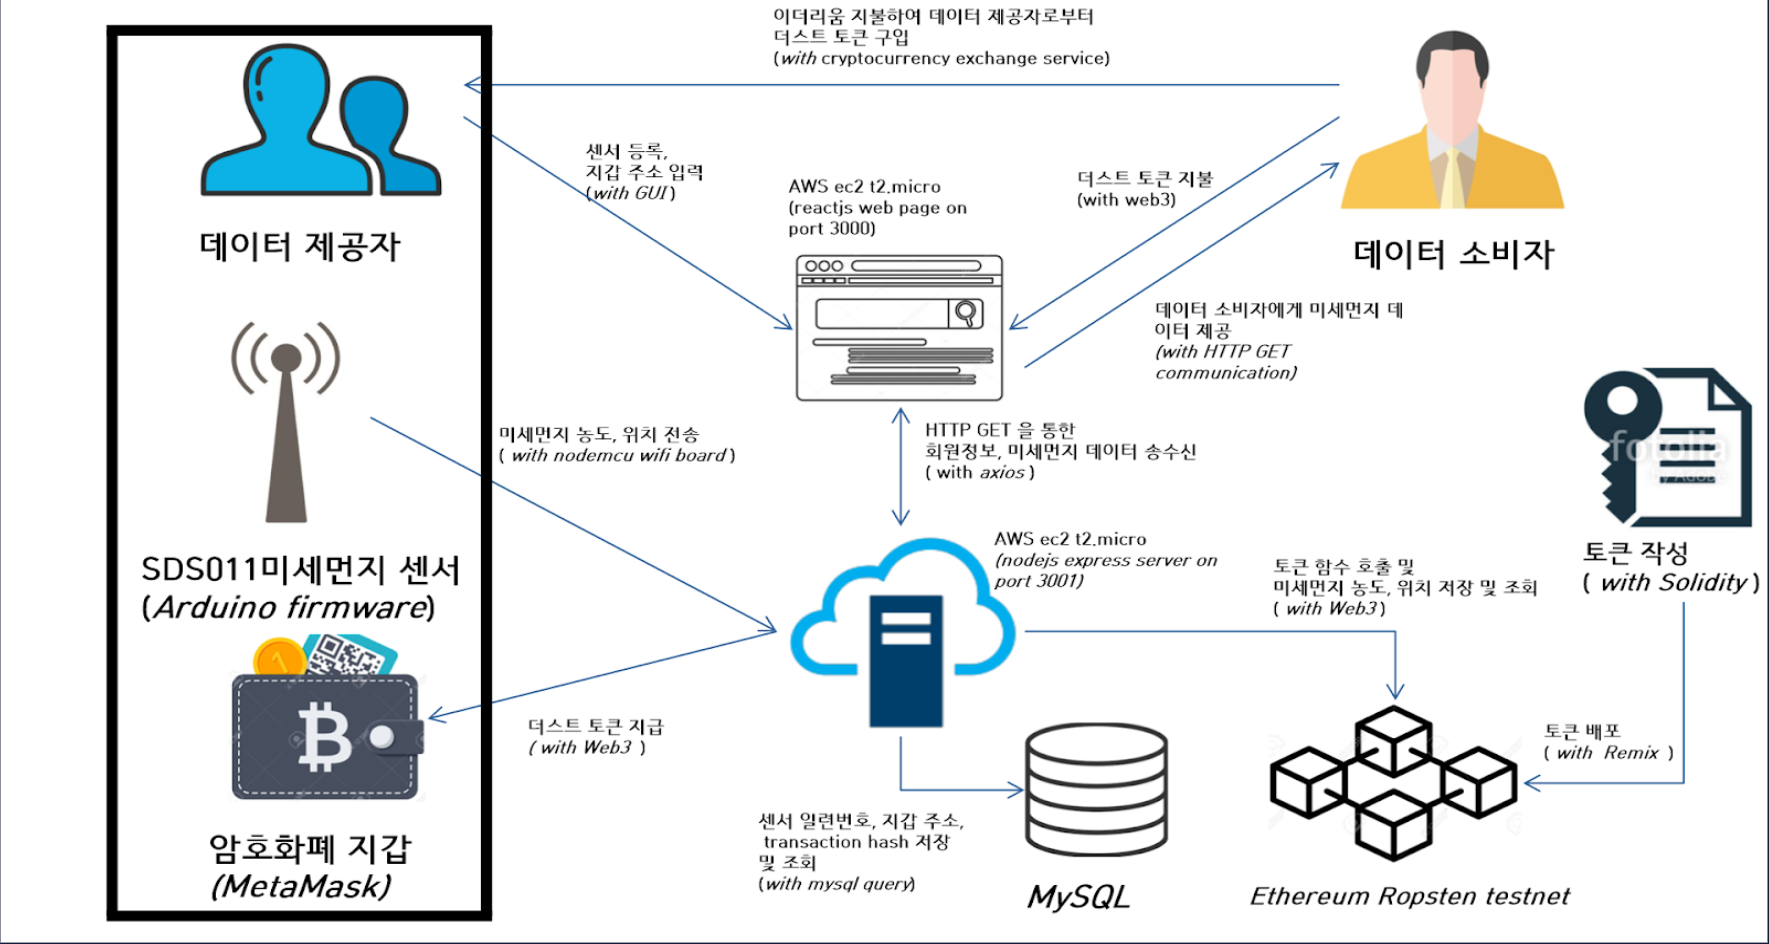 이더리움 지불하여 데이터 제공자로부터
더스트 토큰 구입
(with cryptocurrency exchange service)
센서 등록,
지갑 주소 입력
(with GUI)
AWS ec2 t2.micro
(reactjs web page on
port 3000)
더스트 토큰 지불
(with web3)
데이터 제공자
데이터 소비자
데이터 소비자에게 미세먼지 데
이터 제공
(with HTTP GET
communication)
미세먼지 농도, 위치 전송
( with nodemcu wifi board )
HTTP GET 을 통한
회원정보, 미세먼지 데이터 송수신
( with axios )
fotolia
SDS011미세먼지 센서
(Arduino firmware)
AWS ec2 t2.micro
(nodejs express server on
port 3001)
토큰 함수 호출 및
미세먼지 농도, 위치 저장 및 조회
( with Web3 )
토큰 작성
( with Solidity )
더스트 토큰 지급
( with Web3 )
토큰 배포
( with Remix )
암호화폐 지갑
(MetaMask)
센서 일련번호, 지갑 주소,
transaction hash 저장
및 조회
(with mysql query)
MySQL
Ethereum Ropsten testnet